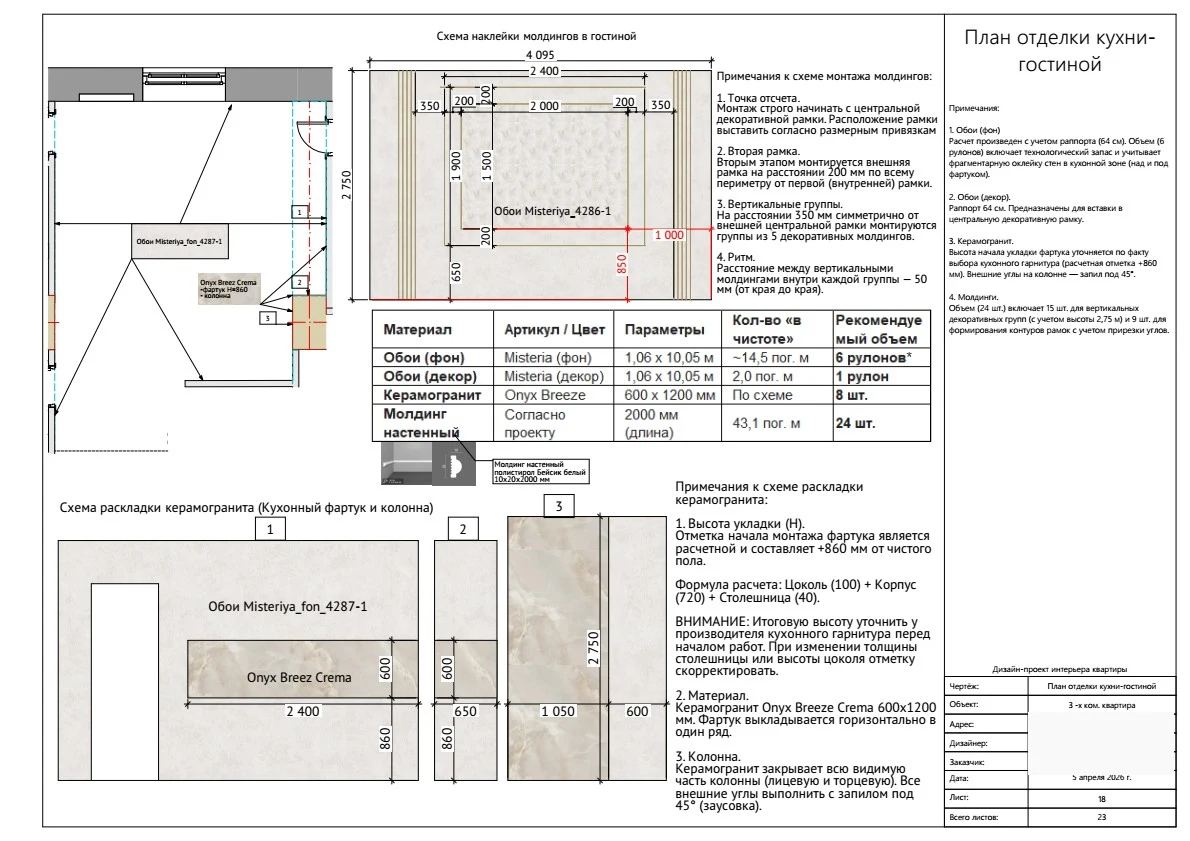 Схема наклейки молдингов в гостиной
4 095
2 400
200
350
200
2 000
200
350
2 750
1 900
1 500
Обои Misteriya_4286-1
200
1 000
650
850
Примечания к схеме монтажа молдингов:
1. Точка отсчета.
Монтаж строго начинать с центральной
декоративной рамки. Расположение рамки
выставить согласно размерным привязкам
2. Вторая рамка.
Вторым этапом монтируется внешняя
рамка на расстоянии 200 мм по всему
периметру от первой (внутренней) рамки.
3. Вертикальные группы.
На расстоянии 350 мм симметрично от
внешней центральной рамки монтируются
группы из 5 декоративных молдингов.
4. Ритм.
Расстояние между вертикальными
молдингами внутри каждой группы — 50
мм (от края до края).
1
Обои Misteriya_fon_4287-1
Onyx Breez Crema
-фартук H=860
- колонна
2
3
Материал Артикул / Цвет Параметры Кол-во «в чистоте» Рекомендуе мый объем
Обои (фон) Misteria (фон) 1,06 x 10,05 м ~14,5 пог. м 6 рулонов*
Обои (декор) Misteria (декор) 1,06 x 10,05 м 2,0 пог. м 1 рулон
Керамогранит Onyx Breeze 600 x 1200 мм По схеме 8 шт.
Молдинг настенный Согласно проекту 2000 мм (длина) 43,1 пог. м 24 шт.
Молдинг настенный
полистирол Бейсик белый
10х20х2000 мм
Схема раскладки керамогранита (Кухонный фартук и колонна)
1
2
3
Обои Misteriya_fon_4287-1
Onyx Breez Crema
600
2 400
860
600
650
860
2 750
1 050
600
Примечания к схеме раскладки
керамогранита:
1. Высота укладки (H).
Отметка начала монтажа фартука является
расчетной и составляет +860 мм от чистого
пола.
Формула расчета: Цоколь (100) + Корпус
(720) + Столешница (40).
ВНИМАНИЕ: Итоговую высоту уточнить у
производителя кухонного гарнитура перед
началом работ. При изменении толщины
столешницы или высоты цоколя отметку
скорректировать.
2. Материал.
Керамогранит Onyx Breeze Crema 600x1200
мм. Фартук выкладывается горизонтально в
один ряд.
3. Колонна.
Керамогранит закрывает всю видимую
часть колонны (лицевую и торцевую). Все
внешние углы выполнить с запилом под
45° (заусовка).
План отделки кухни-
гостиной
Примечания:
1. Обои (фон)
Расчет произведен с учетом раппорта (64 см). Объем (6
рулонов) включает технологический запас и учитывает
фрагментарную оклейку стен в кухонной зоне (над и под
фартуком).
2. Обои (декор).
Раппорт 64 см. Предназначены для вставки в
центральную декоративную рамку.
3. Керамогранит.
Высота начала укладки фартука уточняется по факту
выбора кухонного гарнитура (расчетная отметка +860
мм). Внешние углы на колонне — запил под 45°.
4. Молдинги.
Объем (24 шт.) включает 15 шт. для вертикальных
декоративных групп (с учетом высоты 2,75 м) и 9 шт. для
формирования контуров рамок с учетом прирезки углов.
Дизайн-проект интерьера квартиры
Чертёж: План отделки кухни-гостиной
Объект: 3 -х ком. квартира
Адрес:
Дизайнер:
Заказчик:
Дата: 5 апреля 2026 г.
Лист: 18
Всего листов: 23